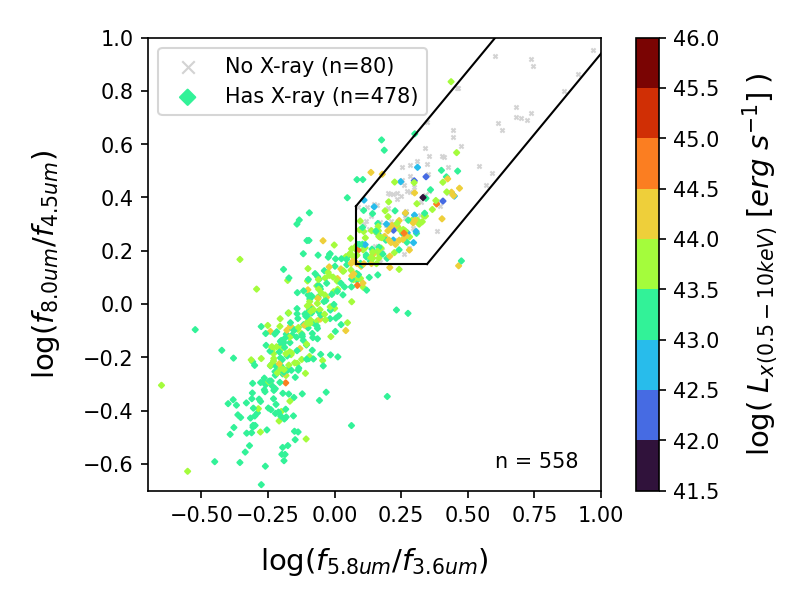 No X-ray (n=80)
Has X-ray (n=478)
1.0
0.8
0.6
0.4
0.2
0.0
−0.2
−0.4
−0.6
log(f8.0um/f4.5um)
n = 558
−0.50 −0.25 0.00 0.25 0.50 0.75 1.00
log(f5.8um/f3.6um)
46.0
45.5
45.0
44.5
44.0
43.5
43.0
42.5
42.0
41.5
log( Lx(0.5−10keV) [erg s−1] )